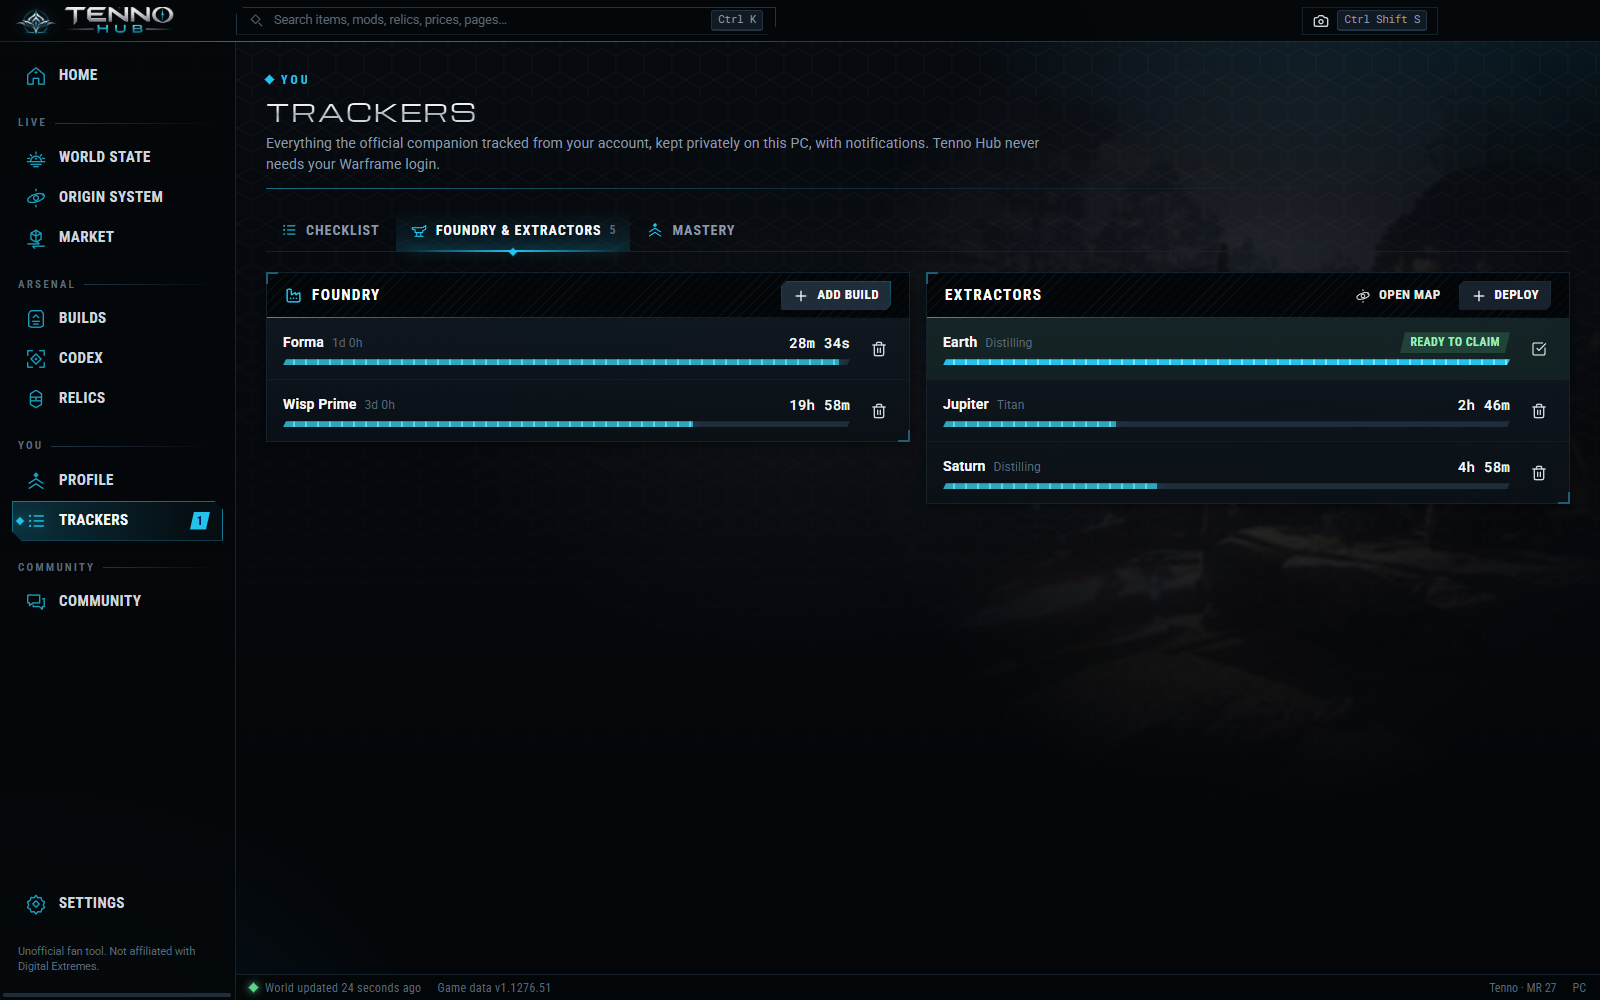 TENNO
HUB
Search items, mods, relics, prices, pages...
Ctrl K
Ctrl Shift S
HOME
LIVE
WORLD STATE
ORIGIN SYSTEM
MARKET
ARSENAL
BUILDS
CODEX
RELICS
YOU
PROFILE
TRACKERS 1
COMMUNITY
COMMUNITY
SETTINGS
Unofficial fan tool. Not affiliated with
Digital Extremes.
YOU
TRACKERS
Everything the official companion tracked from your account, kept privately on this PC, with notifications. Tenno Hub never
needs your Warframe login.
CHECKLIST
FOUNDRY & EXTRACTORS 5
MASTERY
FOUNDRY
ADD BUILD
Forma 1d 0h 28m 34s
Wisp Prime 3d 0h 19h 58m
EXTRACTORS
OPEN MAP
DEPLOY
Earth Distilling READY TO CLAIM
Jupiter Titan 2h 46m
Saturn Distilling 4h 58m
World updated 24 seconds ago
Game data v1.1276.51
Tenno · MR 27
PC